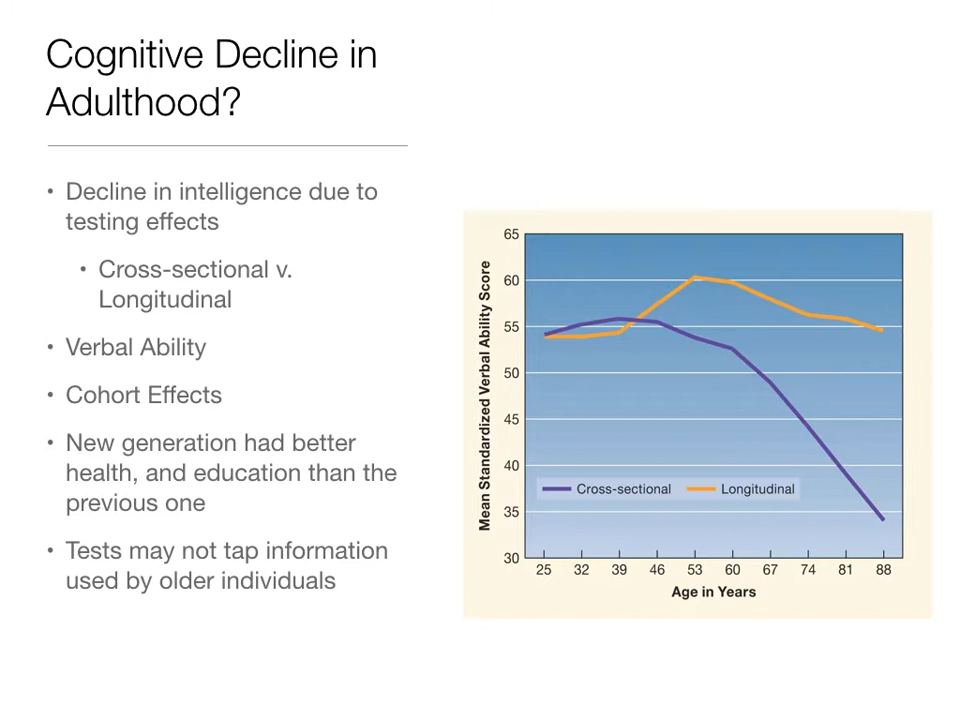 Cognitive Decline in
Adulthood?
• Decline in intelligence due to
testing effects
• Cross-sectional v.
Longitudinal
• Verbal Ability
• Cohort Effects
• New generation had better
health, and education than the
previous one
• Tests may not tap information
used by older individuals
Mean Standardized Verbal Ability Score
65
60
55
50
45
40
35
30
Cross-sectional Longitudinal
25 32 39 46 53 60 67 74 81 88
Age in Years